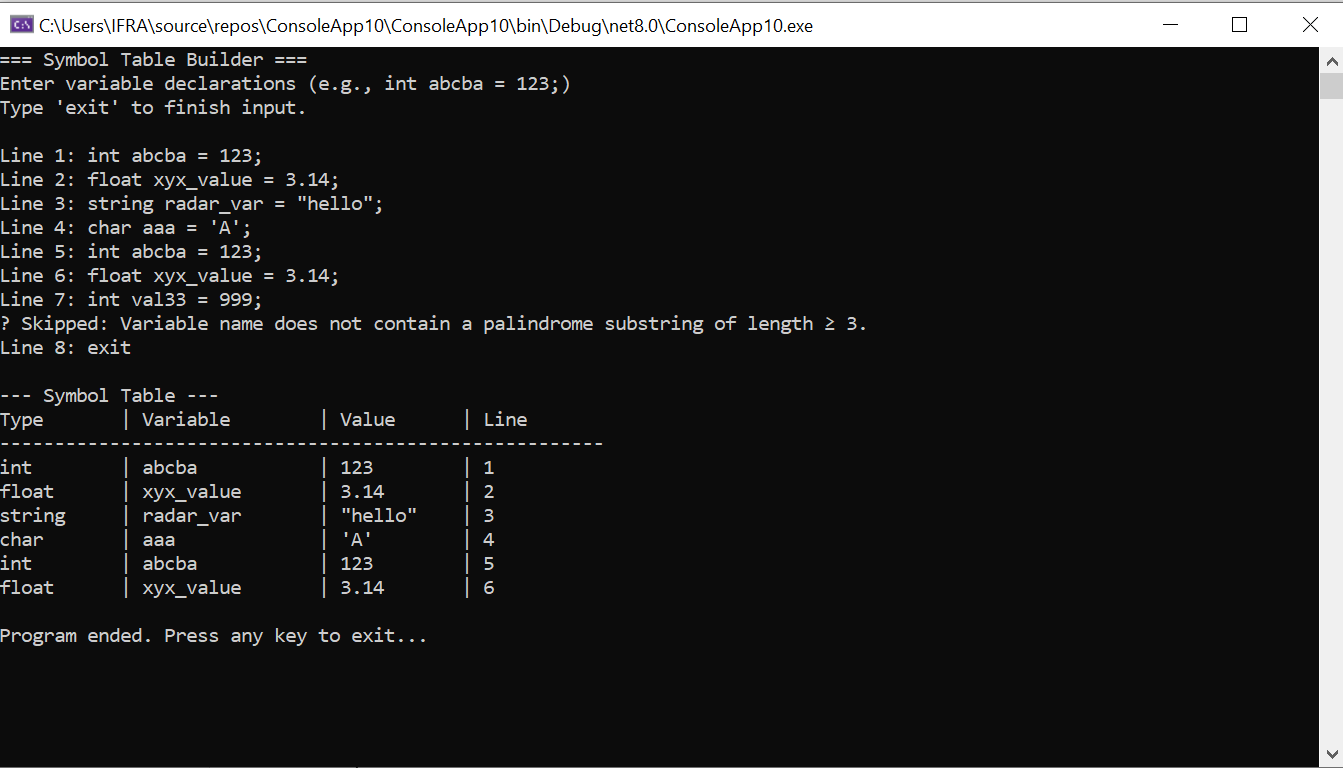 C:\Users\IFRA\source\repos\ConsoleApp10\ConsoleApp10\bin\Debug\net8.0\ConsoleApp10.exe
=== Symbol Table Builder ===
Enter variable declarations (e.g., int abcba = 123;)
Type 'exit' to finish input.
Line 1: int abcba = 123;
Line 2: float xyx_value = 3.14;
Line 3: string radar_var = "hello";
Line 4: char aaa = 'A';
Line 5: int abcba = 123;
Line 6: float xyx_value = 3.14;
Line 7: int val33 = 999;
? Skipped: Variable name does not contain a palindrome substring of length ≥ 3.
Line 8: exit
--- Symbol Table ---
Type       | Variable        | Value      | Line
-------------------------------------------------------
int        | abcba           | 123        | 1
float      | xyx_value       | 3.14       | 2
string     | radar_var       | "hello"    | 3
char       | aaa             | 'A'        | 4
int        | abcba           | 123        | 5
float      | xyx_value       | 3.14       | 6
Program ended. Press any key to exit...